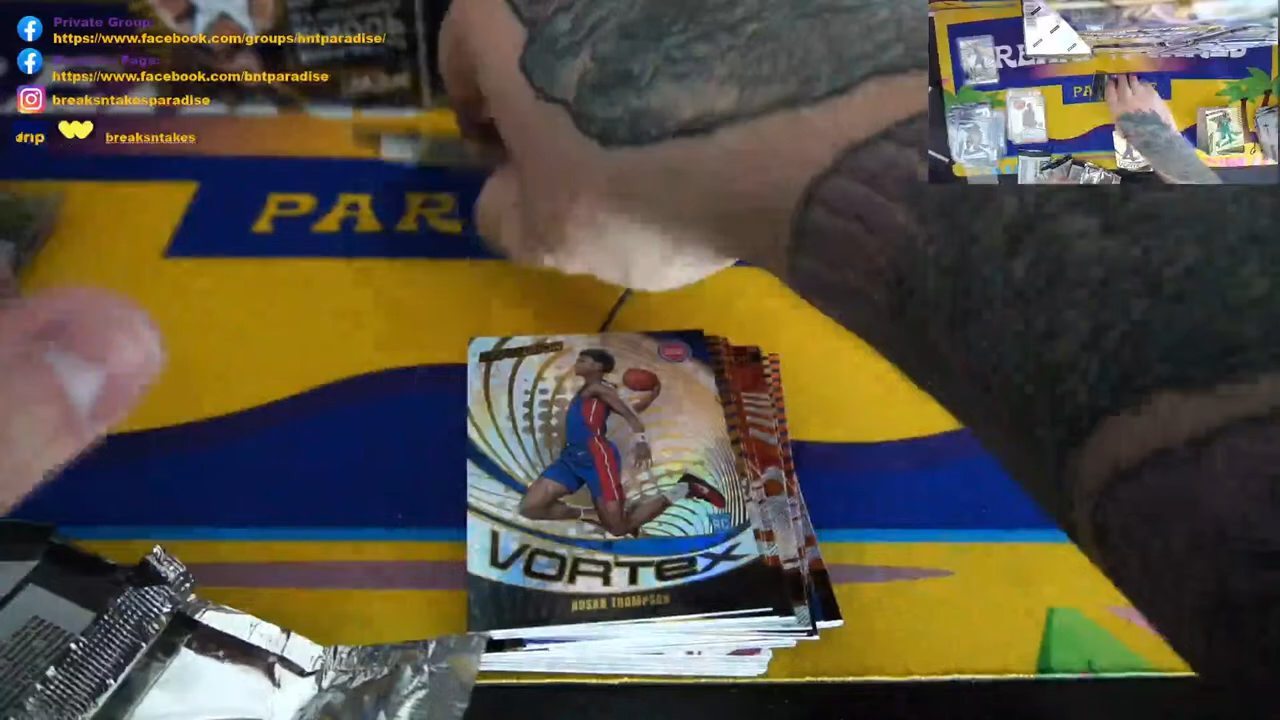 Private Group:
https://www.facebook.com/groups/bntparadise/
https://www.facebook.com/bntparadise
breaksntakesparadise
drip
breaksntakes
PAR
VORTEX
RC
AUSAR THOMPSON